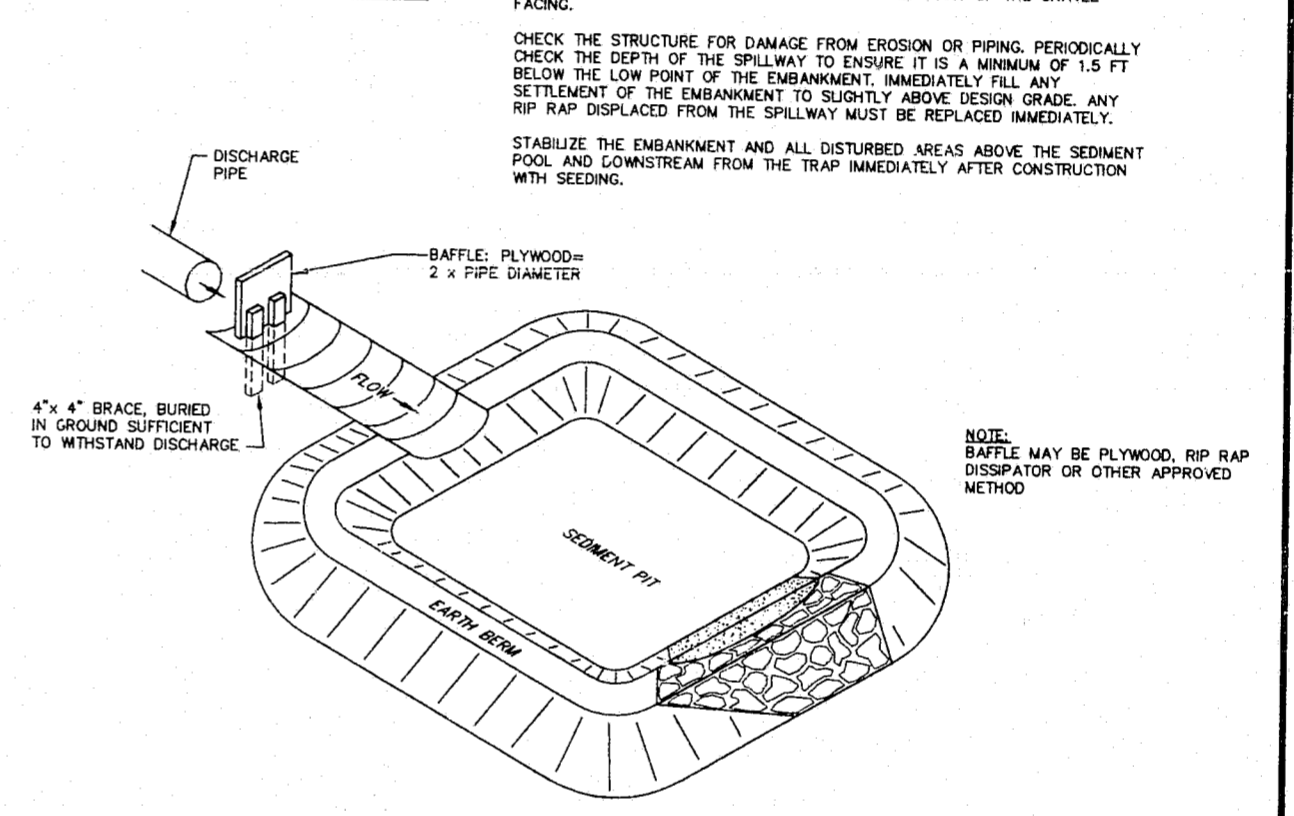 FACING.
CHECK THE STRUCTURE FOR DAMAGE FROM EROSION OR PIPING. PERIODICALLY
CHECK THE DEPTH OF THE SPILLWAY TO ENSURE IT IS A MINIMUM OF 1.5 FT
BELOW THE LOW POINT OF THE EMBANKMENT. IMMEDIATELY FILL ANY
SETTLEMENT OF THE EMBANKMENT TO SLIGHTLY ABOVE DESIGN GRADE. ANY
RIP RAP DISPLACED FROM THE SPILLWAY MUST BE REPLACED IMMEDIATELY.
STABILIZE THE EMBANKMENT AND ALL DISTURBED AREAS ABOVE THE SEDIMENT
POOL AND DOWNSTREAM FROM THE TRAP IMMEDIATELY AFTER CONSTRUCTION
WITH SEEDING.
DISCHARGE
PIPE
BAFFLE: PLYWOOD=
2 x PIPE DIAMETER
FLOW
4"x 4" BRACE, BURIED
IN GROUND SUFFICIENT
TO WITHSTAND DISCHARGE
NOTE:
BAFFLE MAY BE PLYWOOD, RIP RAP
DISSIPATOR OR OTHER APPROVED
METHOD
SEDIMENT PIT
EARTH BERM